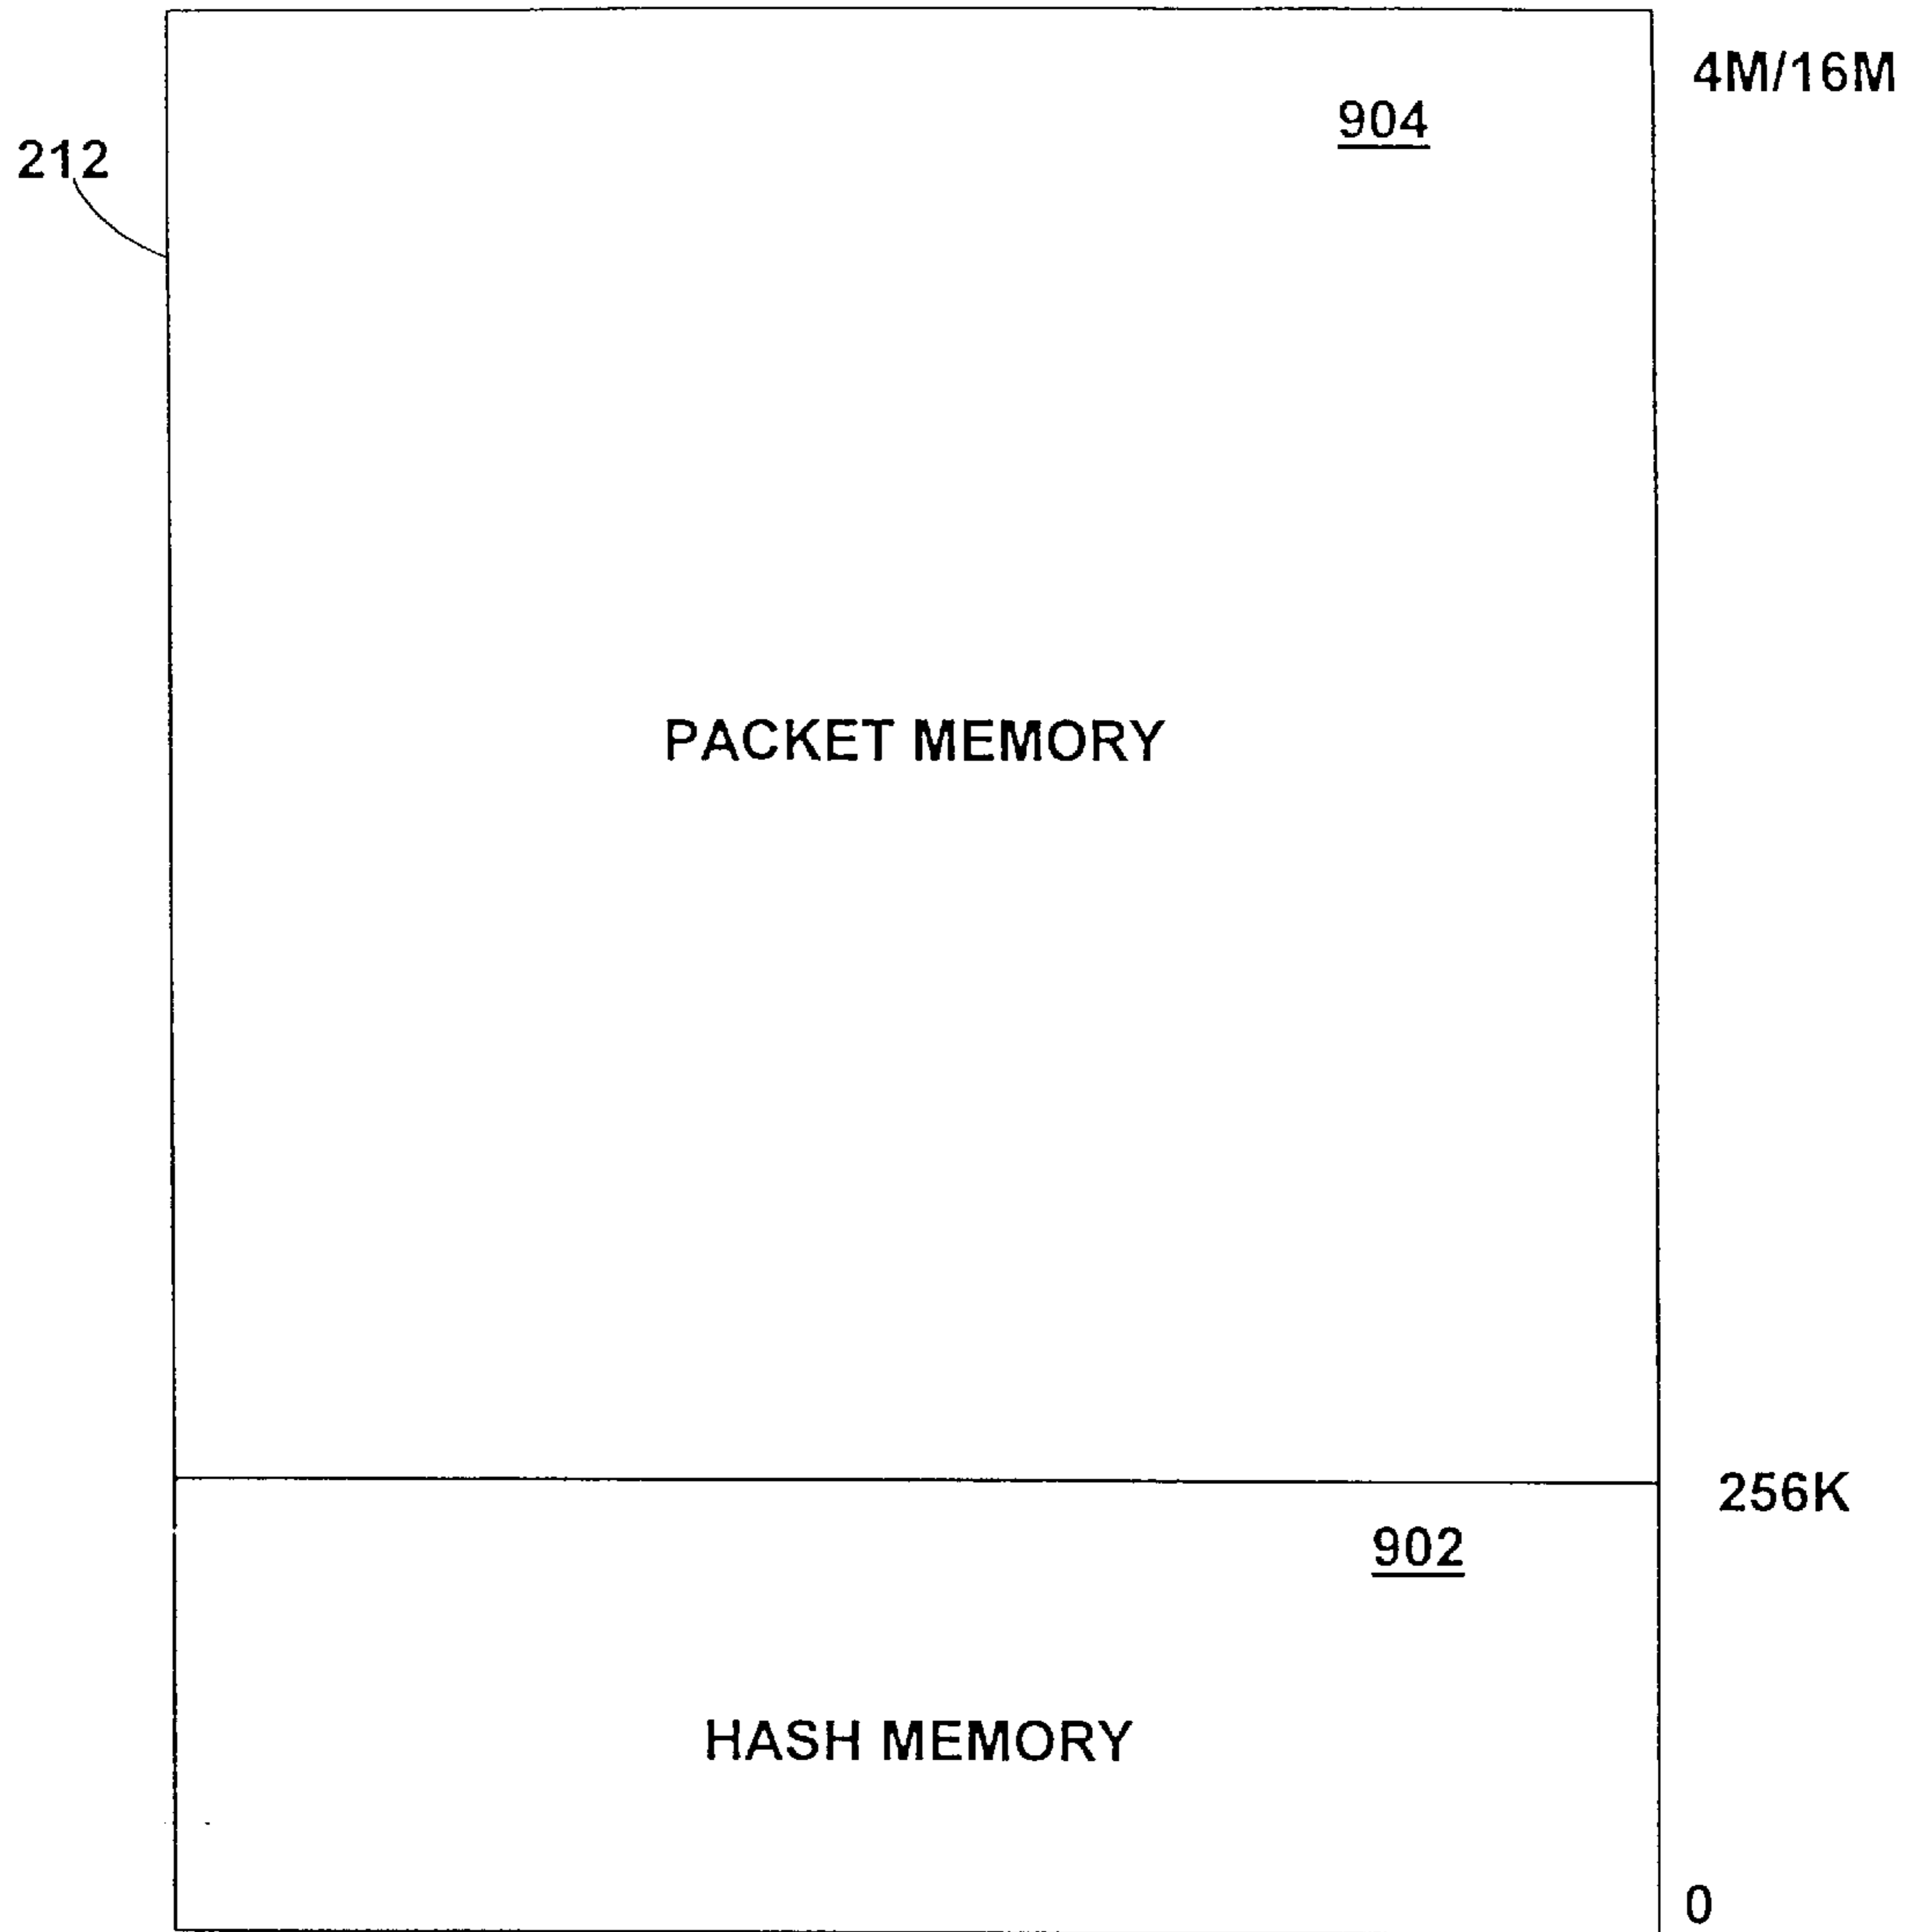 4M/16M
904
212
PACKET MEMORY
256K
902
HASH MEMORY
0